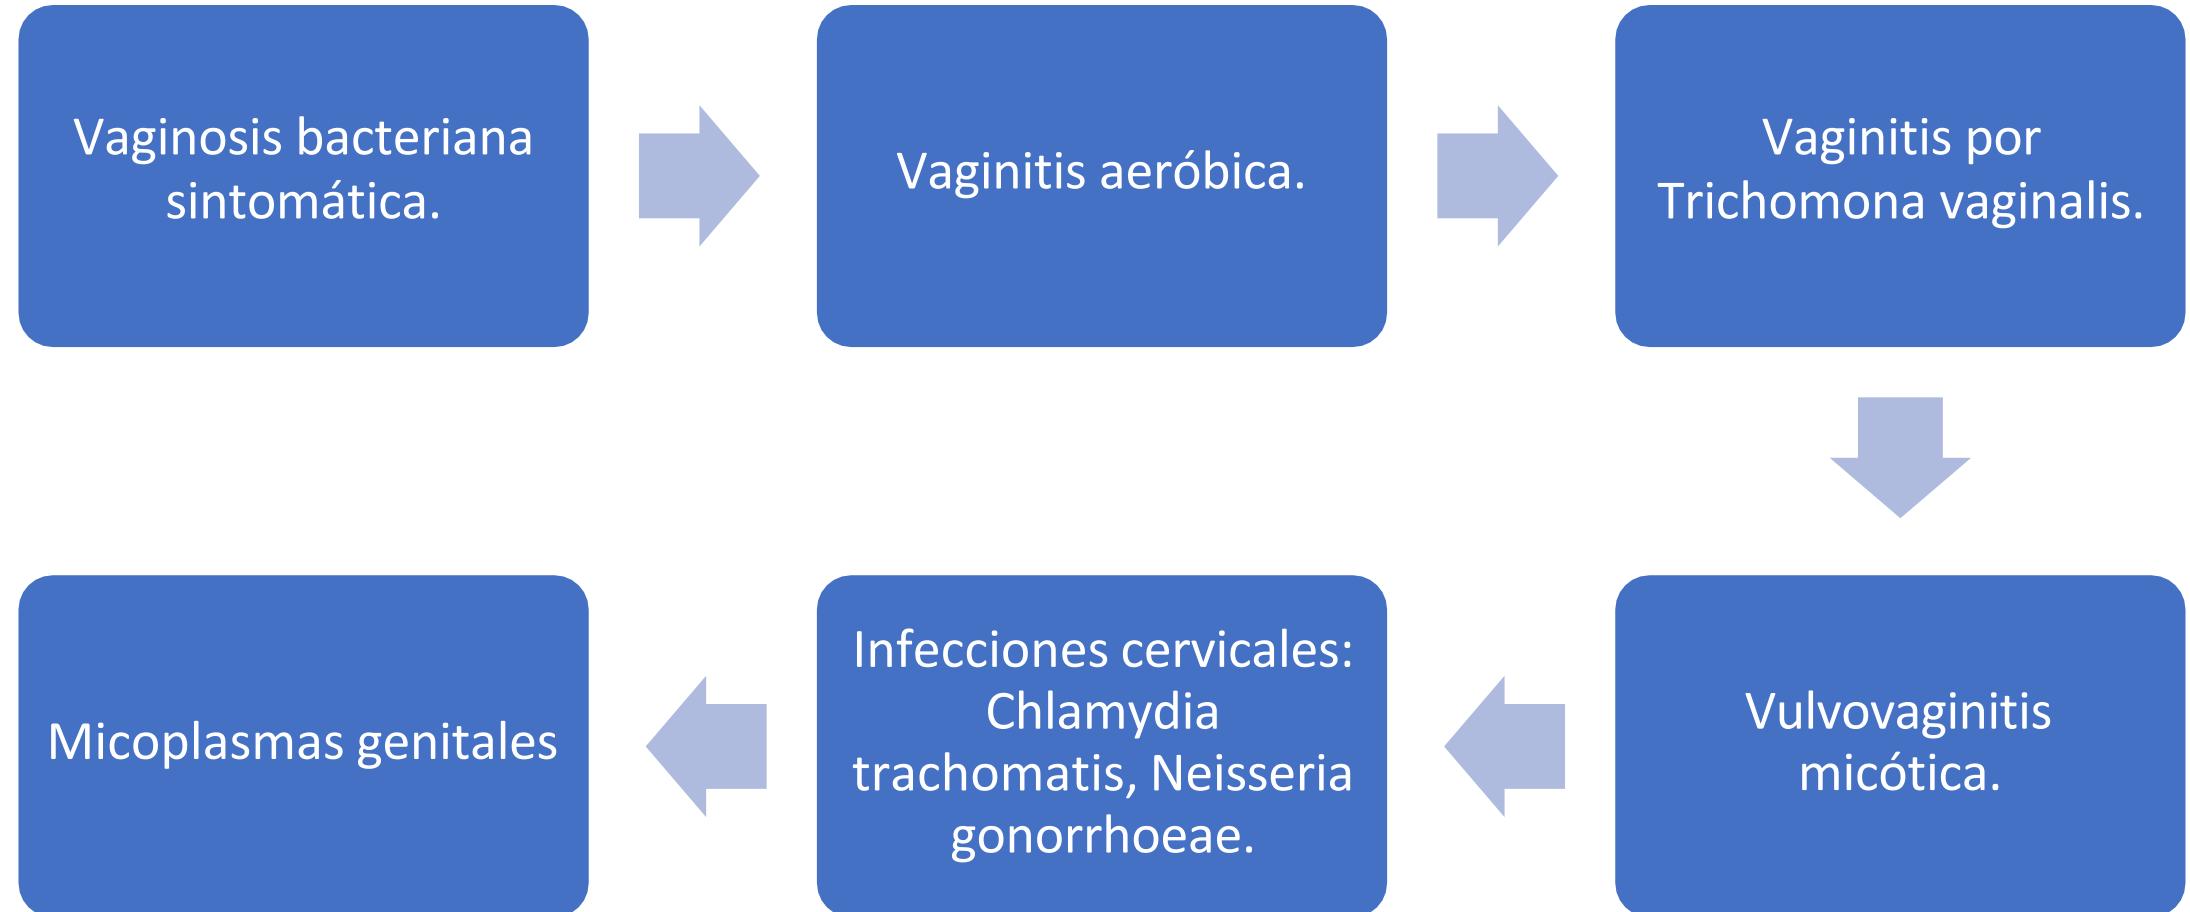 Vaginosis bacteriana
sintomática.
Vaginitis aeróbica.
Vaginitis por
Trichomona vaginalis.
Vulvovaginitis
micótica.
Infecciones cervicales:
Chlamydia
trachomatis, Neisseria
gonorrhoeae.
Micoplasmas genitales